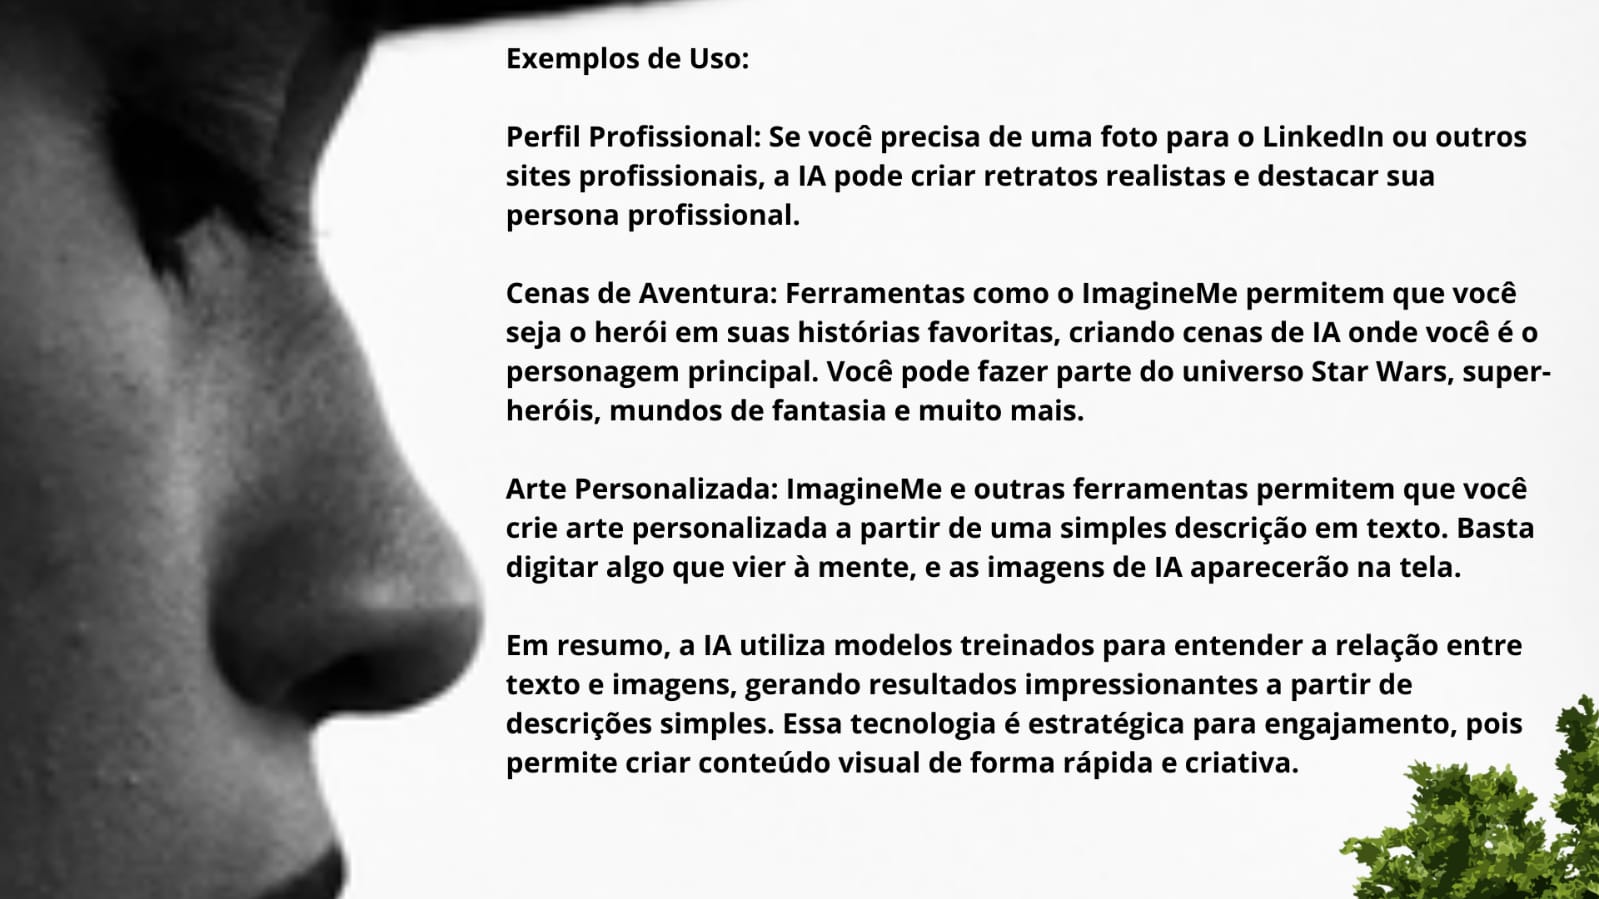 Exemplos de Uso:
Perfil Profissional: Se você precisa de uma foto para o LinkedIn ou outros
sites profissionais, a IA pode criar retratos realistas e destacar sua
persona profissional.
Cenas de Aventura: Ferramentas como o ImagineMe permitem que você
seja o herói em suas histórias favoritas, criando cenas de IA onde você é o
personagem principal. Você pode fazer parte do universo Star Wars, super-
heróis, mundos de fantasia e muito mais.
Arte Personalizada: ImagineMe e outras ferramentas permitem que você
crie arte personalizada a partir de uma simples descrição em texto. Basta
digitar algo que vier à mente, e as imagens de IA aparecerão na tela.
Em resumo, a IA utiliza modelos treinados para entender a relação entre
texto e imagens, gerando resultados impressionantes a partir de
descrições simples. Essa tecnologia é estratégica para engajamento, pois
permite criar conteúdo visual de forma rápida e criativa.